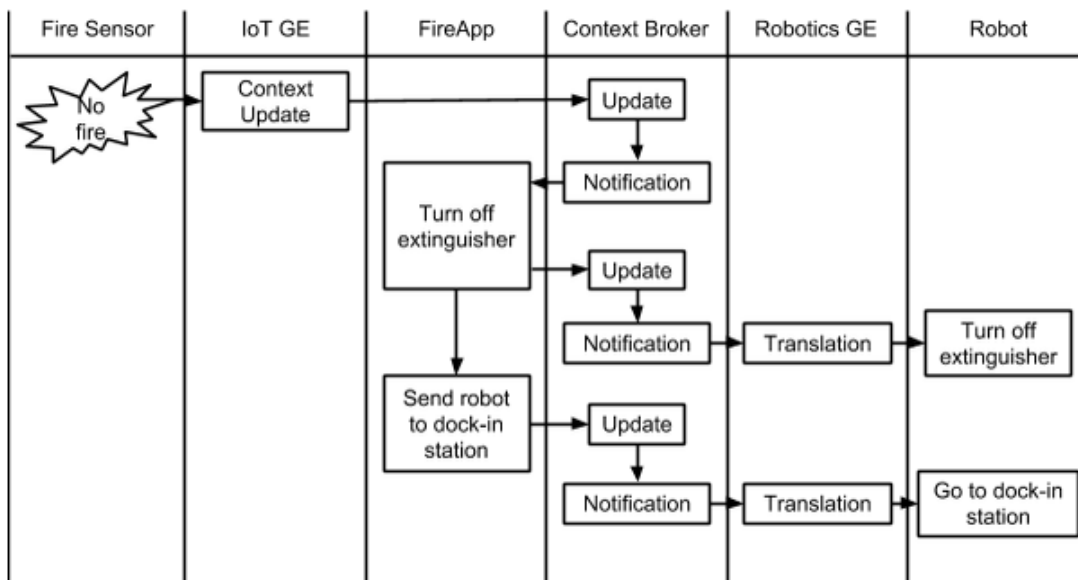 Fire Sensor
IoT GE
FireApp
Context Broker
Robotics GE
Robot
No
fire
Context
Update
Update
Notification
Turn off
extinguisher
Update
Notification
Translation
Turn off
extinguisher
Send robot
to dock-in
station
Update
Notification
Translation
Go to dock-in
station